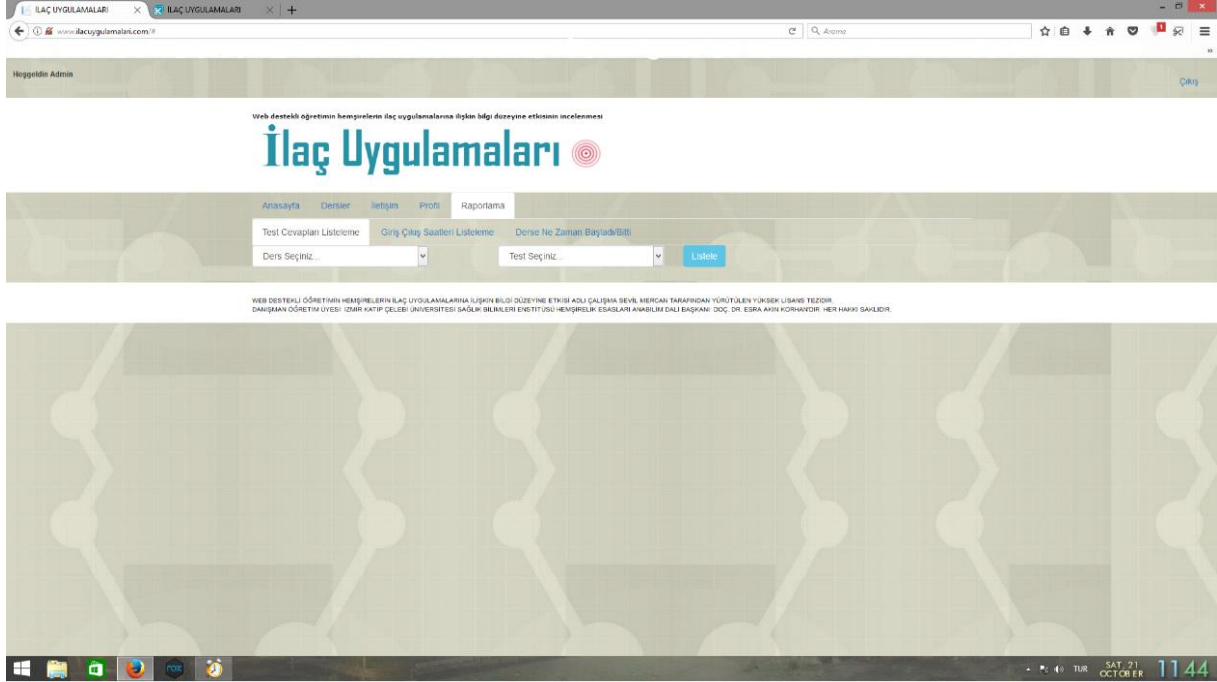 İLAÇ UYGULAMALARI
İLAÇ UYGULAMALARI
www.ilacuygulamalari.com/#
Arama
1
Hoşgeldin Admin
Çıkış
Web destekli öğretimin hemşirelerin ilaç uygulamalarına ilişkin bilgi düzeyine etkisinin incelenmesi
İlaç Uygulamaları
Anasayfa Dersler İletişim Profil Raporlama
Test Cevapları Listeleme Giriş Çıkış Saatleri Listeleme Derse Ne Zaman Başladı/Bitti
Ders Seçiniz... Test Seçiniz... Listele
WEB DESTEKLİ ÖĞRETİMİN HEMŞİRELERİN İLAÇ UYGULAMALARINA İLİŞKİN BİLGİ DÜZEYİNE ETKİSİ ADLI ÇALIŞMA SEVİL MERCAN TARAFINDAN YÜRÜTÜLEN YÜKSEK LİSANS TEZİDİR.
DANIŞMAN ÖĞRETİM ÜYESİ: İZMİR KATİP ÇELEBİ ÜNİVERSİTESİ SAĞLIK BİLİMLERİ ENSTİTÜSÜ HEMŞİRELİK ESASLARI ANABİLİM DALI BAŞKANI: DOÇ. DR. ESRA AKIN KORHAN'DIR. HER HAKKI SAKLIDIR.
TUR
SAT, 21
OCTOBER
11 44